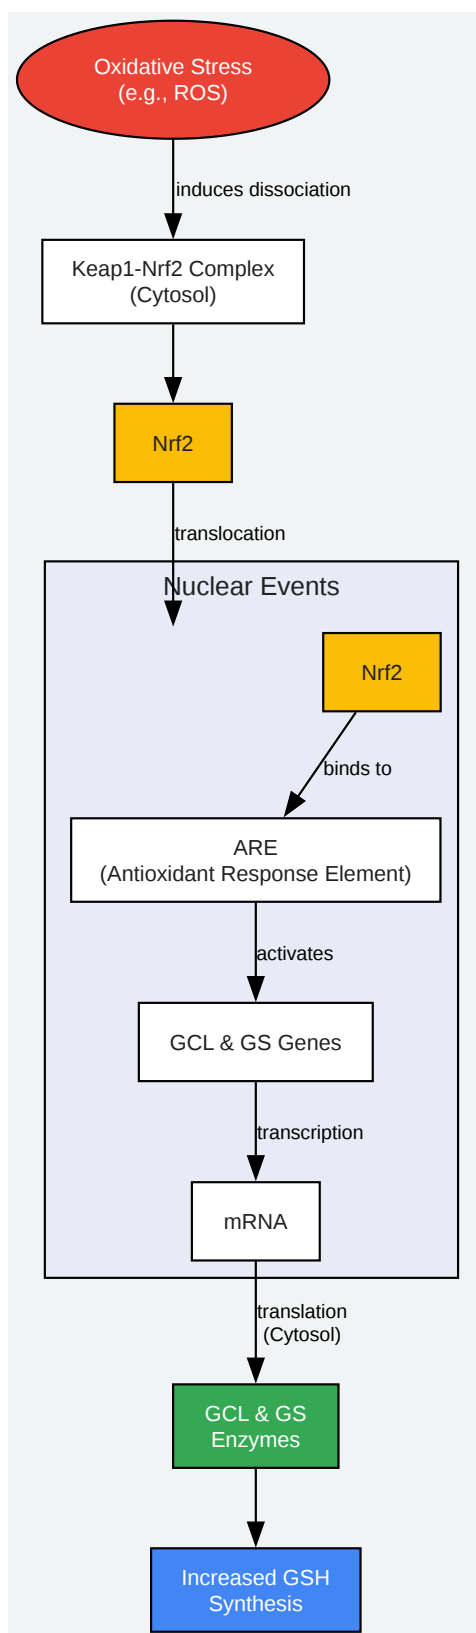 Oxidative Stress
(e.g., ROS)
induces dissociation
Keap1-Nrf2 Complex
(Cytosol)
Nrf2
translocation
Nuclear Events
Nrf2
binds to
ARE
(Antioxidant Response Element)
activates
GCL & GS Genes
transcription
mRNA
translation
(Cytosol)
GCL & GS
Enzymes
Increased GSH
Synthesis